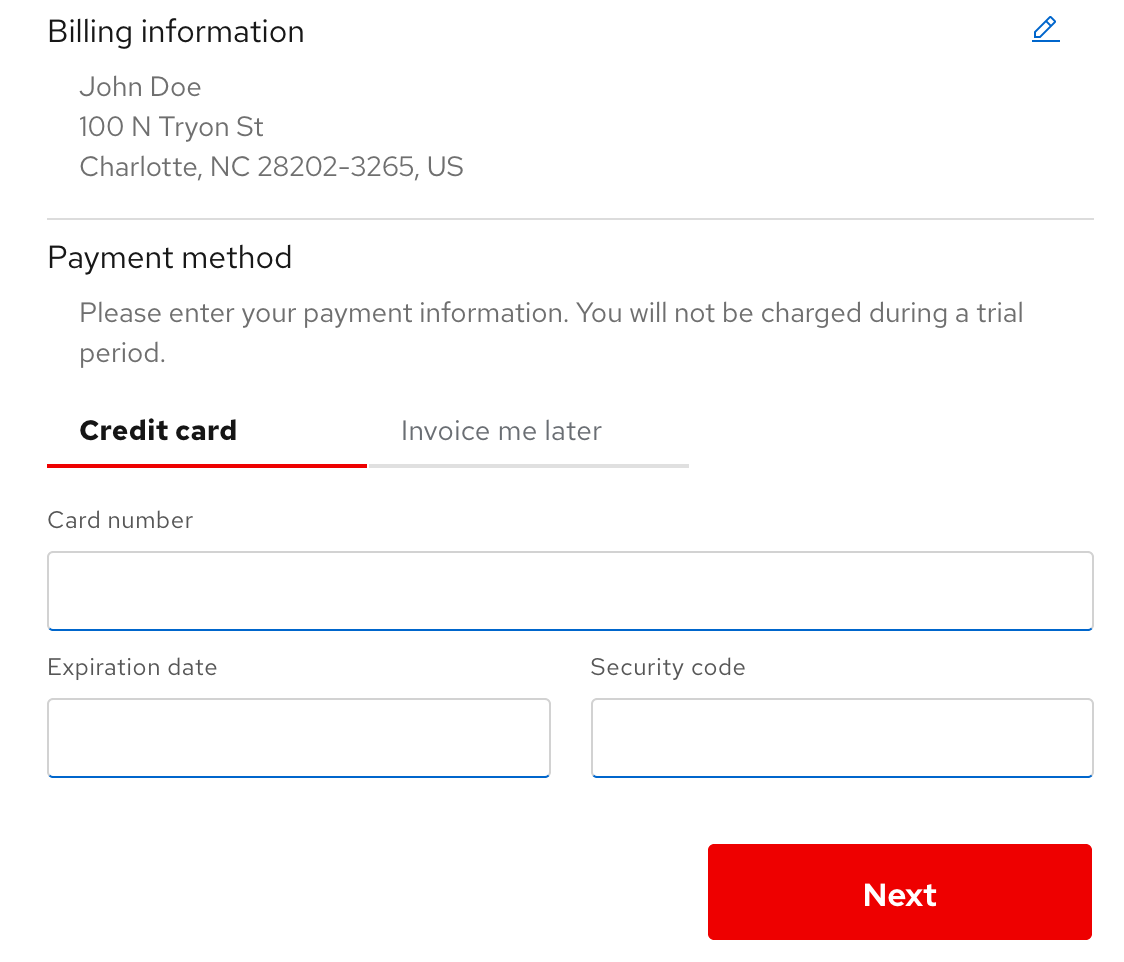 Billing information
John Doe
100 N Tryon St
Charlotte, NC 28202-3265, US
Payment method
Please enter your payment information. You will not be charged during a trial
period.
Credit card
Invoice me later
Card number
Expiration date
Security code
Next